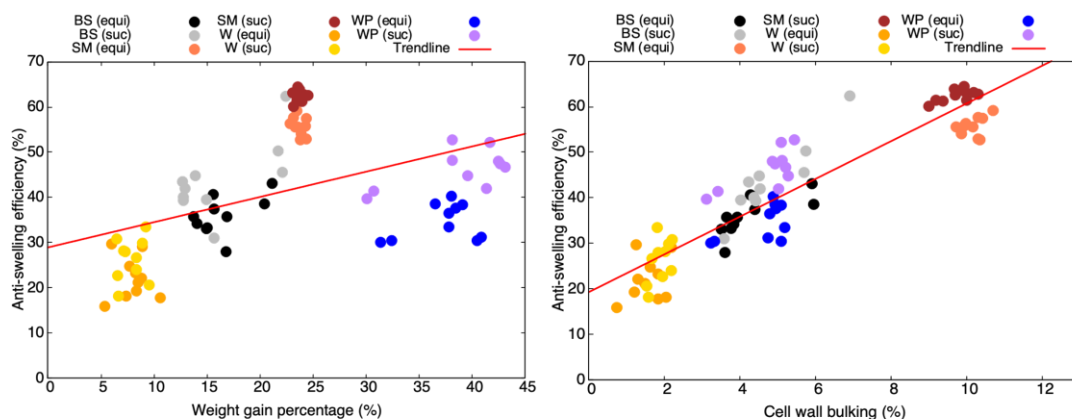 BS (equi) SM (suc) WP (equi)
BS (suc) W (equi) WP (suc)
SM (equi) W (suc) Trendline
70
60
50
40
30
20
10
0
Anti-swelling efficiency (%)
0 5 10 15 20 25 30 35 40 45
Weight gain percentage (%)
BS (equi) SM (suc) WP (equi)
BS (suc) W (equi) WP (suc)
SM (equi) W (suc) Trendline
70
60
50
40
30
20
10
0
Anti-swelling efficiency (%)
0 2 4 6 8 10 12
Cell wall bulking (%)